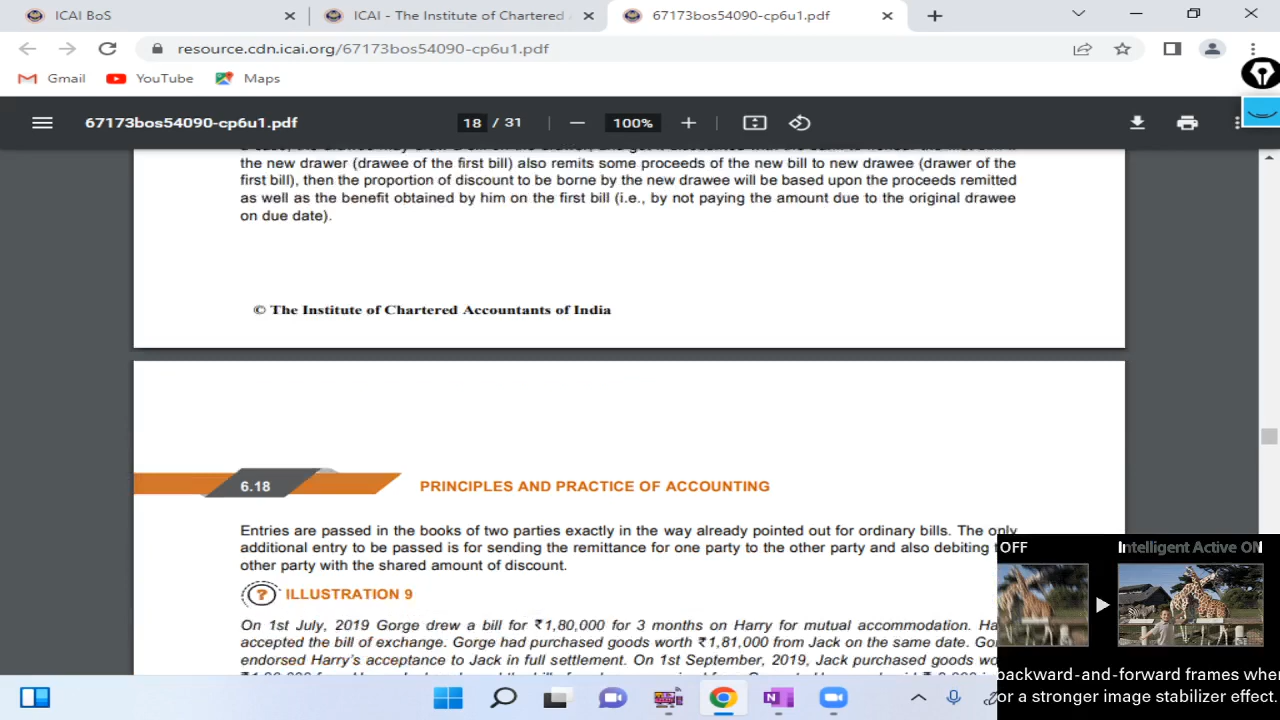 ICAI BoS
ICAI - The Institute of Chartered
67173bos54090-cp6u1.pdf
resource.cdn.icai.org/67173bos54090-cp6u1.pdf
Gmail
YouTube
Maps
67173bos54090-cp6u1.pdf
18 / 31
100%
the new drawer (drawee of the first bill) also remits some proceeds of the new bill to new drawee (drawer of the
first bill), then the proportion of discount to be borne by the new drawee will be based upon the proceeds remitted
as well as the benefit obtained by him on the first bill (i.e., by not paying the amount due to the original drawee
on due date).
© The Institute of Chartered Accountants of India
6.18
PRINCIPLES AND PRACTICE OF ACCOUNTING
Entries are passed in the books of two parties exactly in the way already pointed out for ordinary bills. The only
additional entry to be passed is for sending the remittance for one party to the other party and also debiting
other party with the shared amount of discount.
? ILLUSTRATION 9
On 1st July, 2019 Gorge drew a bill for ₹1,80,000 for 3 months on Harry for mutual accommodation.
accepted the bill of exchange. Gorge had purchased goods worth ₹1,81,000 from Jack on the same date.
endorsed Harry's acceptance to Jack in full settlement. On 1st September, 2019, Jack purchased goods
OFF
Intelligent Active ON
backward-and-forward frames when
or a stronger image stabilizer effect.